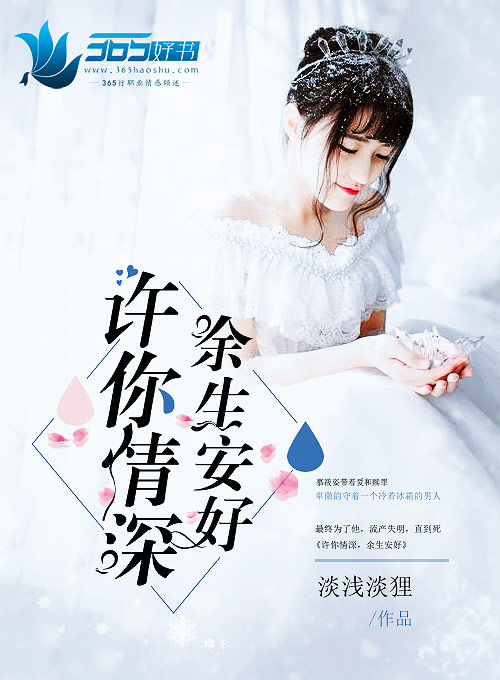 365好书
www.365haoshu.com
365行职业情感倾述
许你情深
余生安好
慕筱姿带着爱和赎罪
卑微的守着一个冷若冰霜的男人
最终为了他，流产失明，直到死
《许你情深，余生安好》
淡浅淡狸
/作品